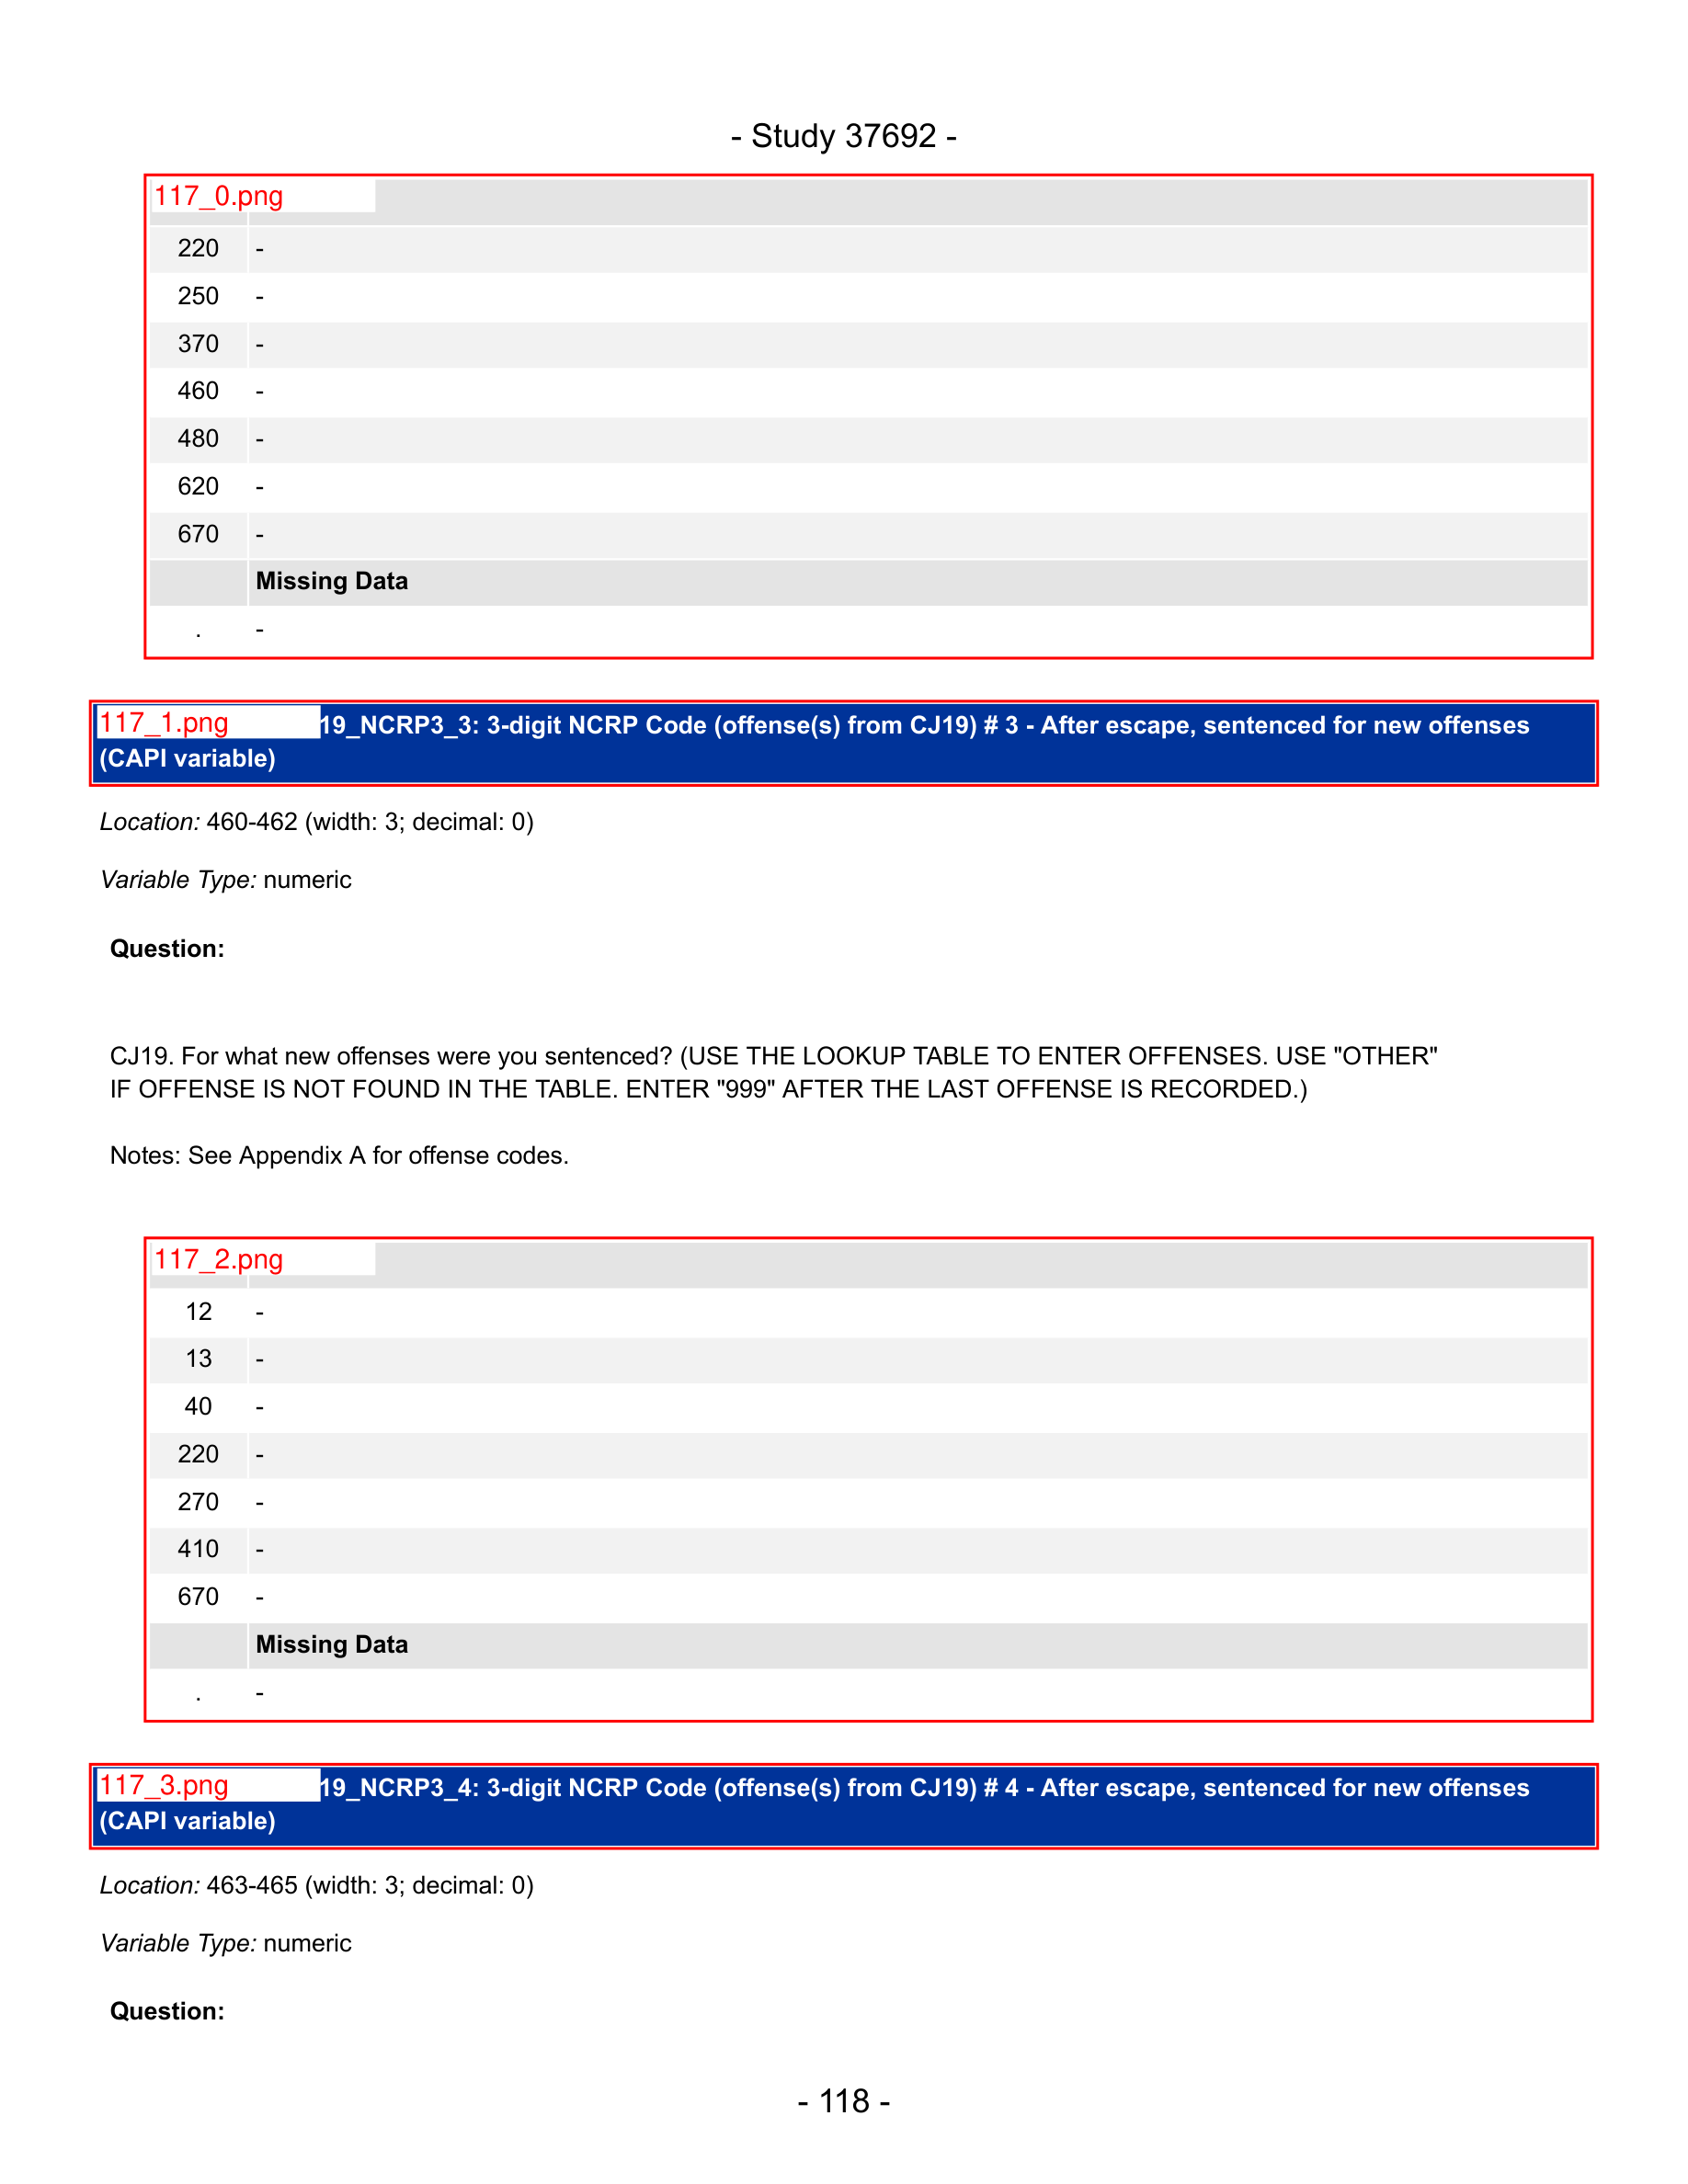 - Study 37692 -
117_0.png
220 -
250 -
370 -
460 -
480 -
620 -
670 -
Missing Data
. -
117_1.png 19_NCRP3_3: 3-digit NCRP Code (offense(s) from CJ19) # 3 - After escape, sentenced for new offenses
(CAPI variable)
Location: 460-462 (width: 3; decimal: 0)
Variable Type: numeric
Question:
CJ19. For what new offenses were you sentenced? (USE THE LOOKUP TABLE TO ENTER OFFENSES. USE "OTHER"
IF OFFENSE IS NOT FOUND IN THE TABLE. ENTER "999" AFTER THE LAST OFFENSE IS RECORDED.)
Notes: See Appendix A for offense codes.
117_2.png
12 -
13 -
40 -
220 -
270 -
410 -
670 -
Missing Data
. -
117_3.png 19_NCRP3_4: 3-digit NCRP Code (offense(s) from CJ19) # 4 - After escape, sentenced for new offenses
(CAPI variable)
Location: 463-465 (width: 3; decimal: 0)
Variable Type: numeric
Question:
- 118 -